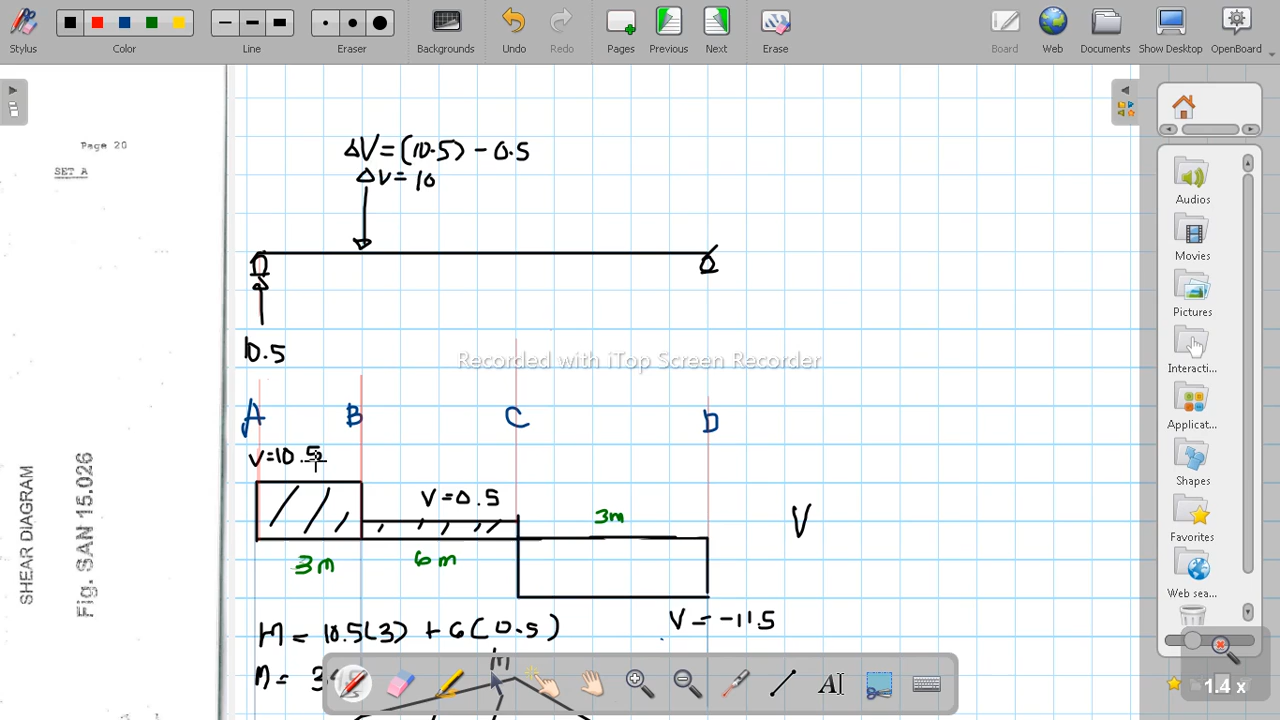 Stylus
Color
Line
Eraser
Backgrounds
Undo
Redo
Pages
Previous
Next
Erase
Board
Web
Documents
Show Desktop
OpenBoard
Page 20
SET A
ΔV = (10.5) - 0.5
ΔV = 10
10.5
Recorded with iTop Screen Recorder
A B C D
V=10.5
V=0.5
3m
V
3m
6m
V = -11.5
M = 10.5(3) + 6(0.5)
M =
SHEAR DIAGRAM
Fig. SAN 15.026
Audios
Movies
Pictures
Interacti...
Applicat...
Shapes
Favorites
Web sea...
1.4 x